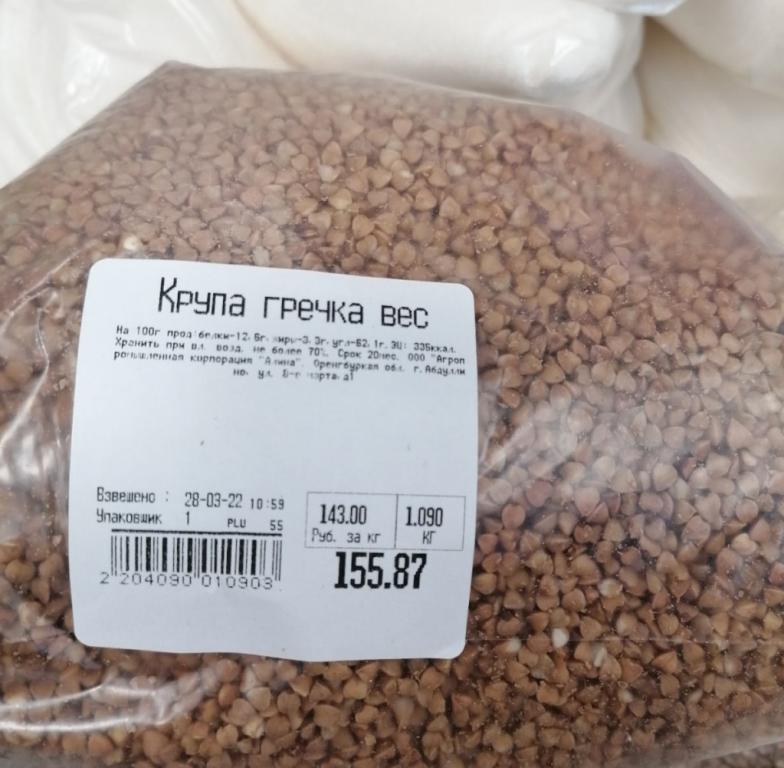 Крупа гречка вес
На 100г прод:белки-12, 6г. жиры-3, 3г. угл-62, 1г. ЭЦ: 335ккал.
Хранить при вл. возд. не более 70%. Срок 20мес. ООО "Агроп
ромышленная корпорация "Алина". Оренгбуркая обл. г.Абдулли
но. ул. 8-е марта. д1
Взвешено : 28-03-22 10:59
Упаковщик 1 PLU 55
143.00 1.090
Руб. за кг КГ
155.87
2 204090 010903